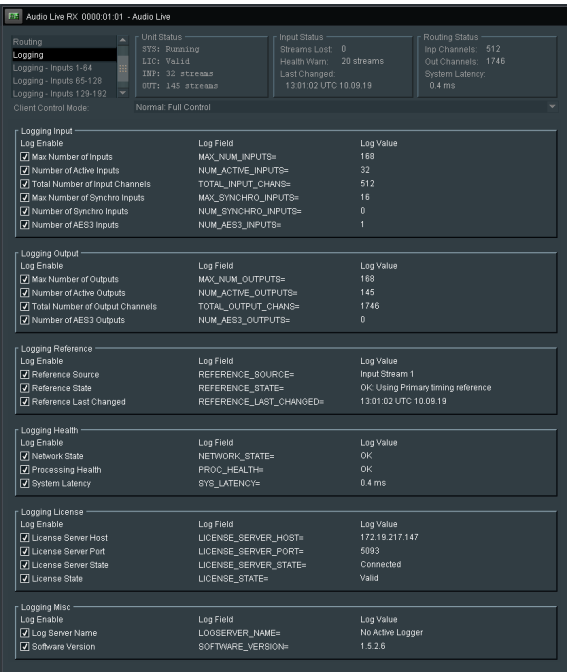 Audio Live RX 0000:01:01 - Audio Live
Routing
Logging
Logging - Inputs 1-64
Logging - Inputs 65-128
Logging - Inputs 129-192
Unit Status
SYS: Running
LIC: Valid
INP: 32 streams
OUT: 145 streams
Input Status
Streams Lost: 0
Health Warn: 20 streams
Last Changed:
13:01:02 UTC 10.09.19
Routing Status
Inp Channels: 512
Out Channels: 1746
System Latency:
0.4 ms
Client Control Mode: Normal: Full Control
Logging Input
Log Enable Log Field Log Value
Max Number of Inputs MAX_NUM_INPUTS= 168
Number of Active Inputs NUM_ACTIVE_INPUTS= 32
Total Number of Input Channels TOTAL_INPUT_CHANS= 512
Max Number of Synchro Inputs MAX_SYNCHRO_INPUTS= 16
Number of Synchro Inputs NUM_SYNCHRO_INPUTS= 0
Number of AES3 Inputs NUM_AES3_INPUTS= 1
Logging Output
Log Enable Log Field Log Value
Max Number of Outputs MAX_NUM_OUTPUTS= 168
Number of Active Outputs NUM_ACTIVE_OUTPUTS= 145
Total Number of Output Channels TOTAL_OUTPUT_CHANS= 1746
Number of AES3 Outputs NUM_AES3_OUTPUTS= 0
Logging Reference
Log Enable Log Field Log Value
Reference Source REFERENCE_SOURCE= Input Stream 1
Reference State REFERENCE_STATE= OK: Using Primary timing reference
Reference Last Changed REFERENCE_LAST_CHANGED= 13:01:02 UTC 10.09.19
Logging Health
Log Enable Log Field Log Value
Network State NETWORK_STATE= OK
Processing Health PROC_HEALTH= OK
System Latency SYS_LATENCY= 0.4 ms
Logging License
Log Enable Log Field Log Value
License Server Host LICENSE_SERVER_HOST= 172.19.217.147
License Server Port LICENSE_SERVER_PORT= 5093
License Server State LICENSE_SERVER_STATE= Connected
License State LICENSE_STATE= Valid
Logging Misc
Log Enable Log Field Log Value
Log Server Name LOGSERVER_NAME= No Active Logger
Software Version SOFTWARE_VERSION= 1.5.2.6